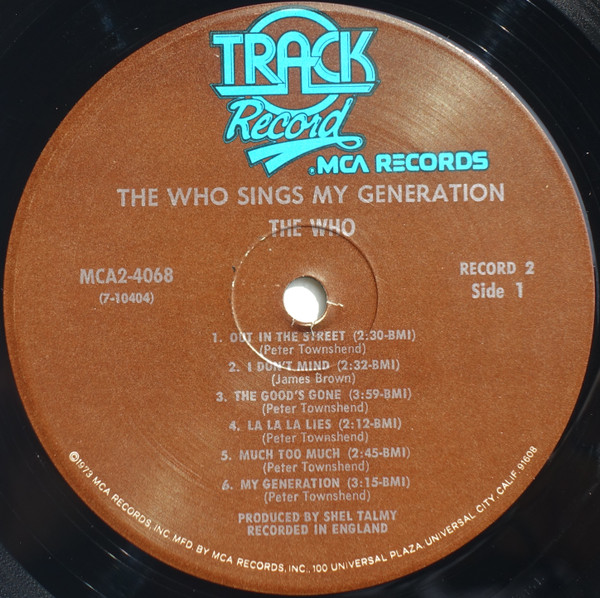 TRACK
Record
MCA RECORDS
THE WHO SINGS MY GENERATION
THE WHO
MCA2-4068
(7-10404)
RECORD 2
Side 1
1. OUT IN THE STREET (2:30-BMI)
(Peter Townshend)
2. I DON'T MIND (2:32-BMI)
(James Brown)
3. THE GOOD'S GONE (3:59-BMI)
(Peter Townshend)
4. LA LA LA LIES (2:12-BMI)
(Peter Townshend)
5. MUCH TOO MUCH (2:45-BMI)
(Peter Townshend)
6. MY GENERATION (3:15-BMI)
(Peter Townshend)
PRODUCED BY SHEL TALMY
RECORDED IN ENGLAND
©1973 MCA RECORDS, INC. MFD. BY MCA RECORDS, INC., 100 UNIVERSAL PLAZA, UNIVERSAL CITY, CALIF. 91608